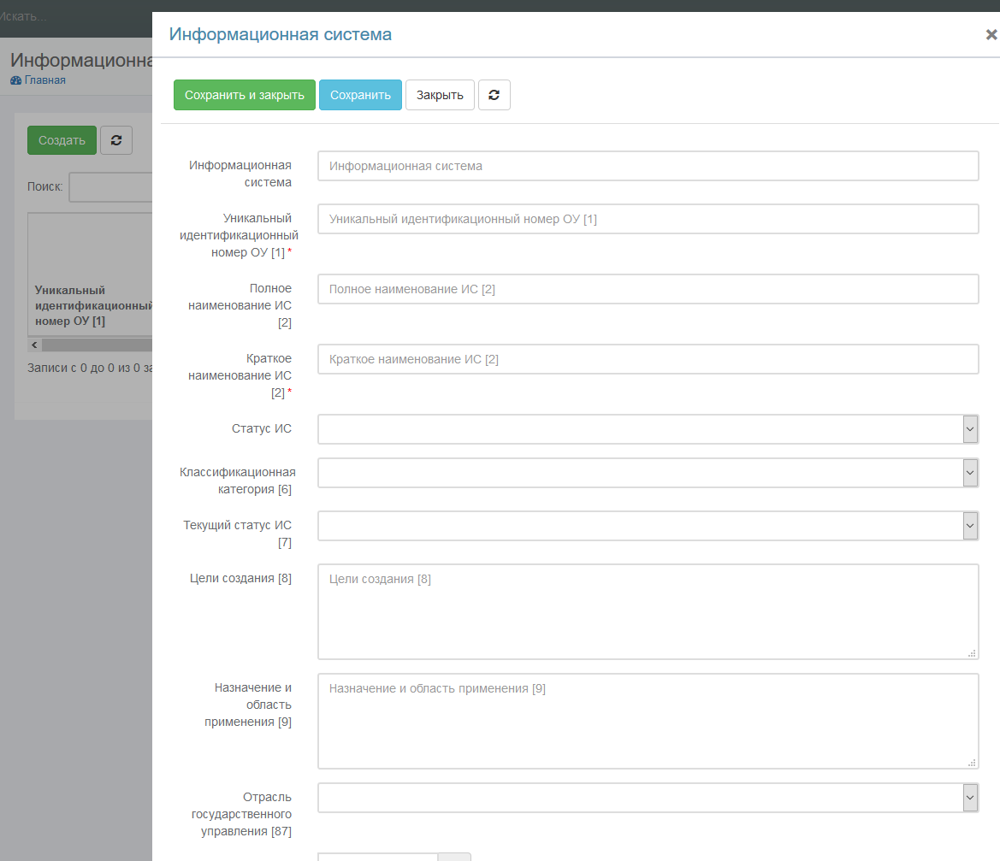 Искать...
Информационна
Главная
Создать
Поиск:
Уникальный
идентификационный
номер ОУ [1]
Записи с 0 до 0 из 0 за
Информационная система
Сохранить и закрыть Сохранить Закрыть
Информационная
система
Информационная система
Уникальный
идентификационный
номер ОУ [1] *
Уникальный идентификационный номер ОУ [1]
Полное
наименование ИС
[2]
Полное наименование ИС [2]
Краткое
наименование ИС
[2] *
Краткое наименование ИС [2]
Статус ИС
Классификационная
категория [6]
Текущий статус ИС
[7]
Цели создания [8]
Цели создания [8]
Назначение и
область
применения [9]
Назначение и область применения [9]
Отрасль
государственного
управления [87]